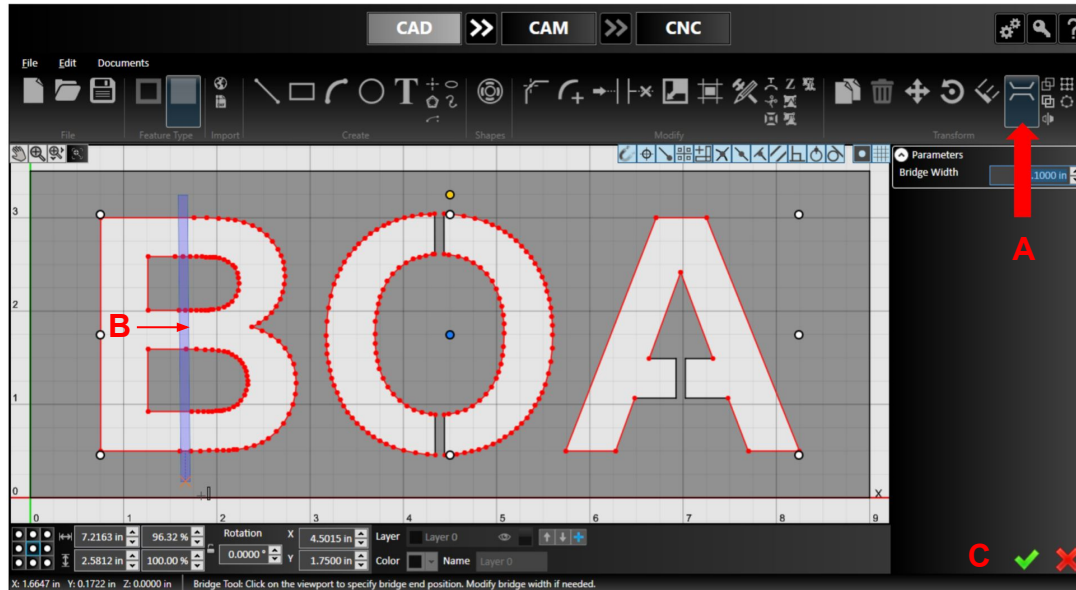 CAD CAM CNC ?
File Edit Documents
T Z
File Feature Type Import Create Shapes Modify Transform
Parameters
Bridge Width .1000 in
A
3
2
B
BOA
1
0
X
0 1 2 3 4 5 6 7 8 9
7.2163 in 96.32 % Rotation X 4.5015 in Layer Layer 0
2.5812 in 100.00 % 0.0000 ° Y 1.7500 in Color Name Layer 0
C
X: 1.6647 in Y: 0.1722 in Z: 0.0000 in Bridge Tool: Click on the viewport to specify bridge end position. Modify bridge width if needed.